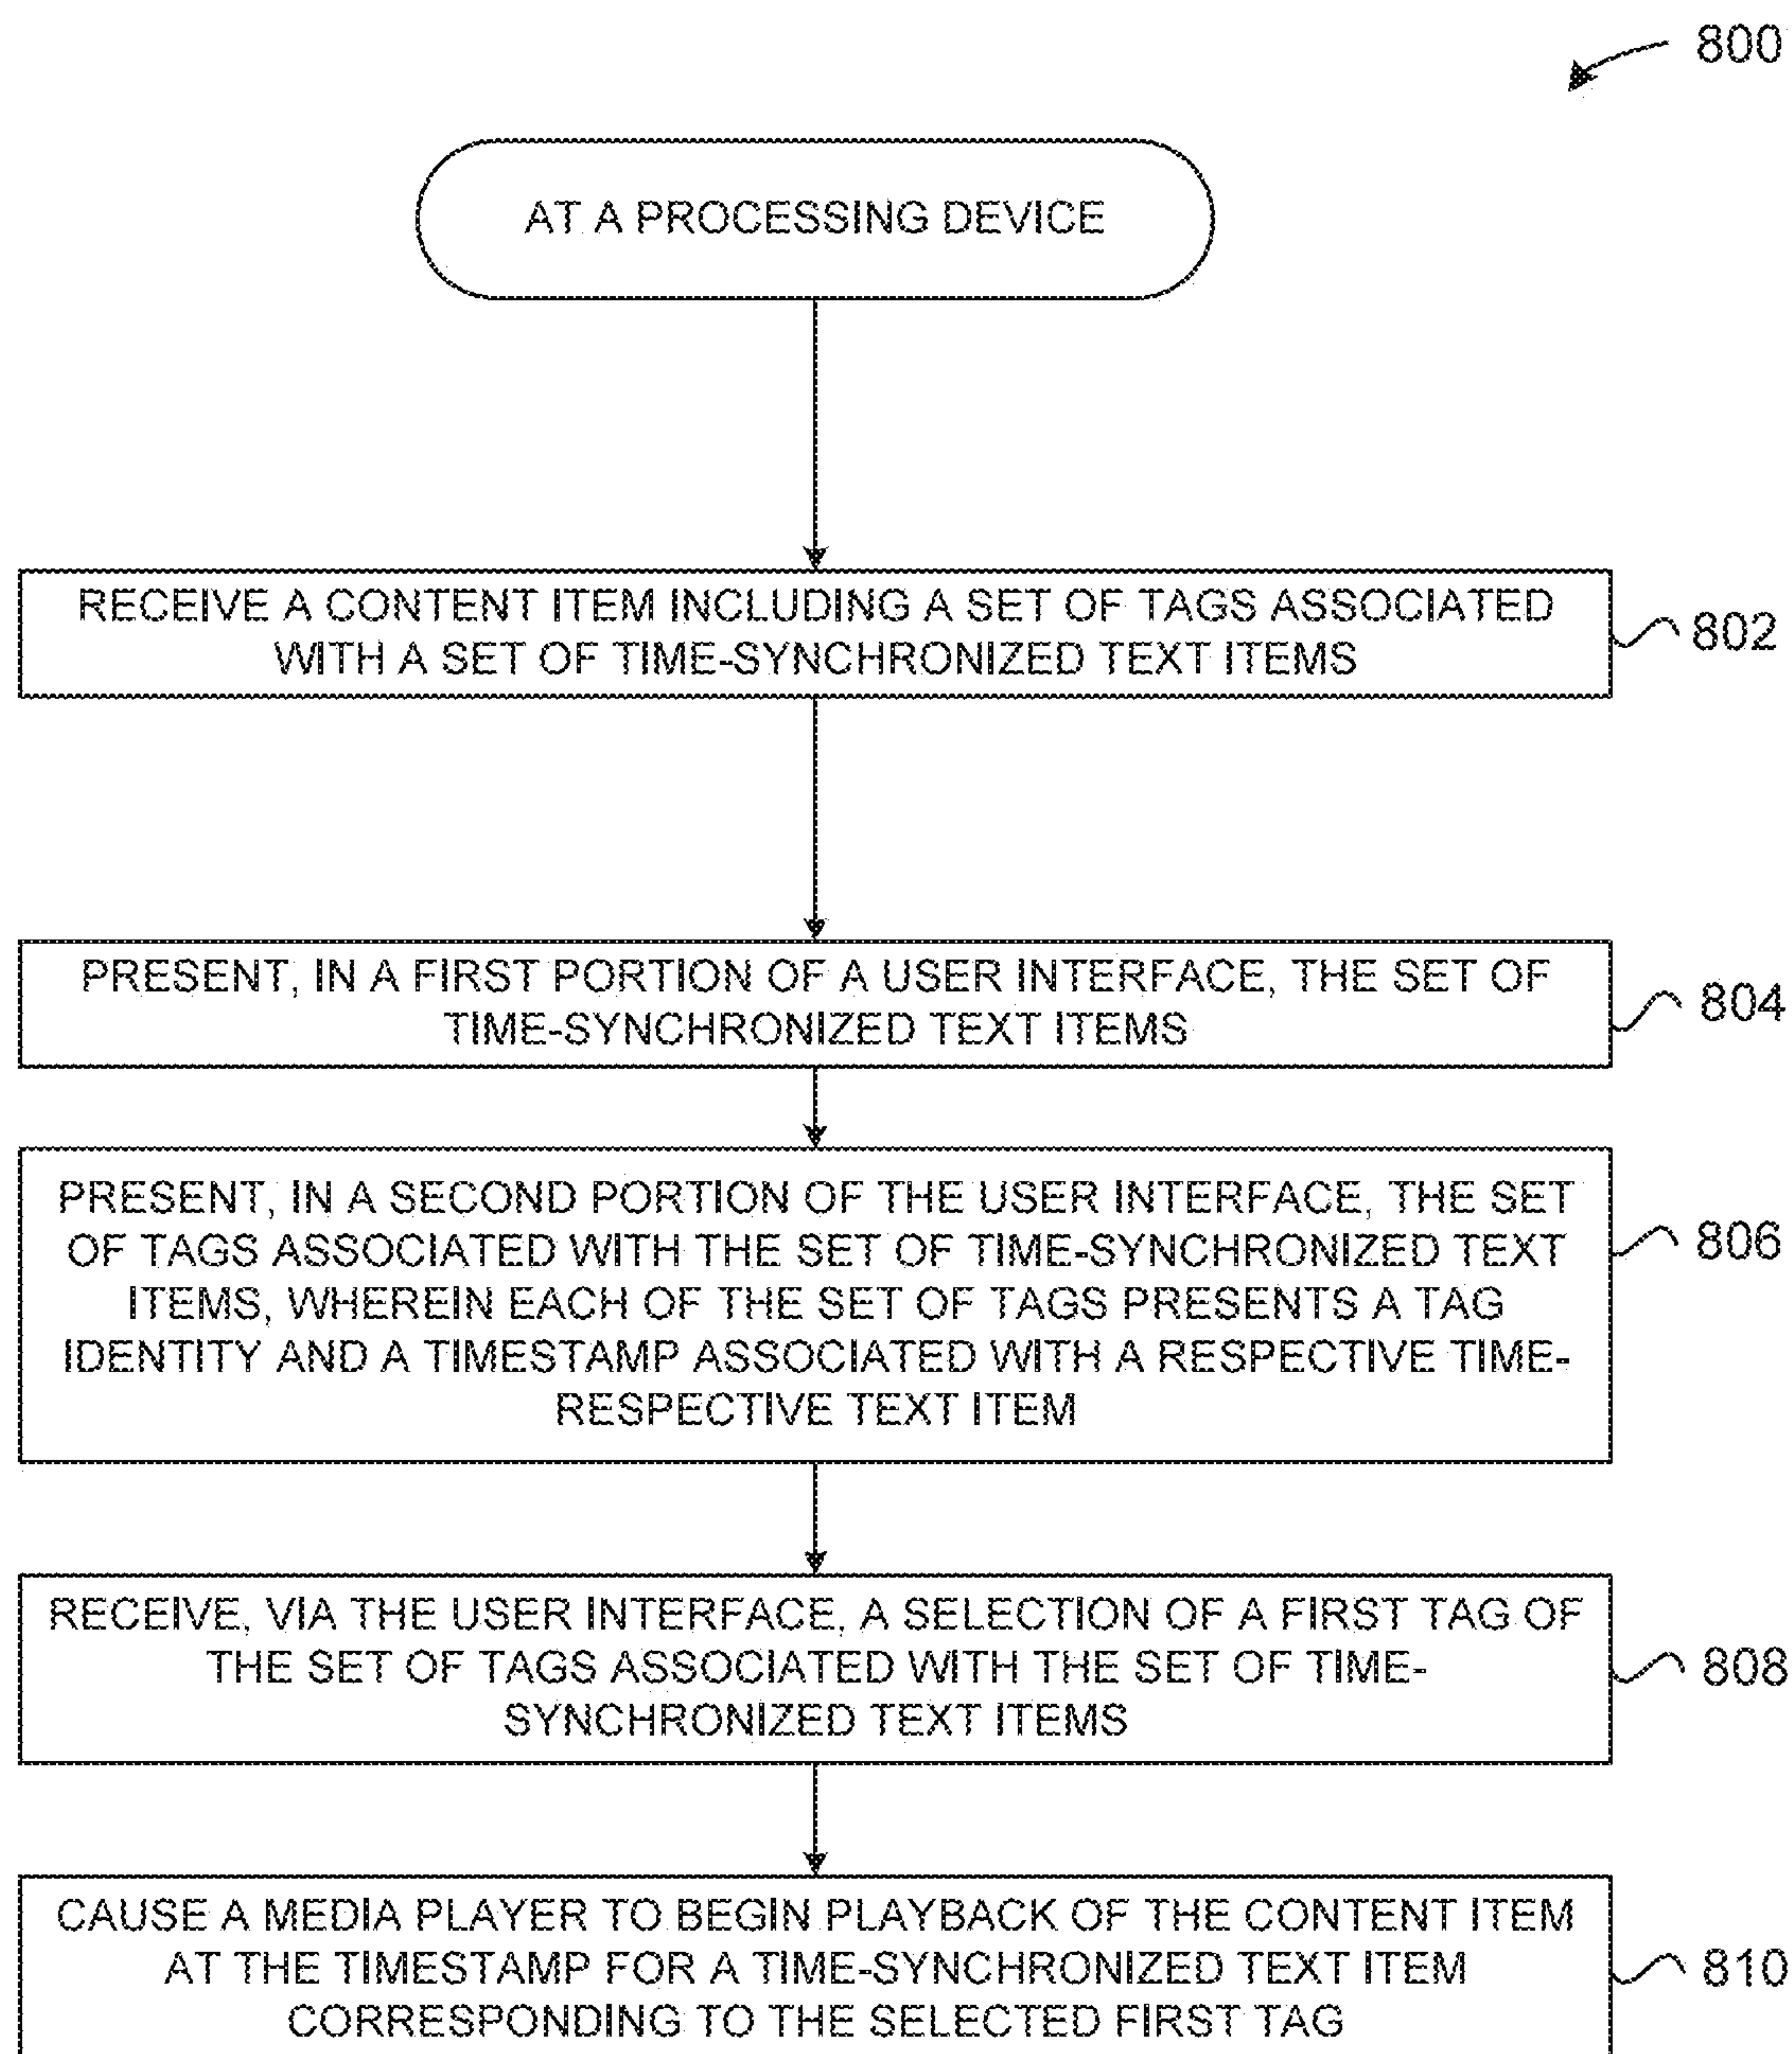 800
AT A PROCESSING DEVICE
RECEIVE A CONTENT ITEM INCLUDING A SET OF TAGS ASSOCIATED
WITH A SET OF TIME-SYNCHRONIZED TEXT ITEMS
802
PRESENT, IN A FIRST PORTION OF A USER INTERFACE, THE SET OF
TIME-SYNCHRONIZED TEXT ITEMS
804
PRESENT, IN A SECOND PORTION OF THE USER INTERFACE, THE SET
OF TAGS ASSOCIATED WITH THE SET OF TIME-SYNCHRONIZED TEXT
ITEMS, WHEREIN EACH OF THE SET OF TAGS PRESENTS A TAG
IDENTITY AND A TIMESTAMP ASSOCIATED WITH A RESPECTIVE TIME-
RESPECTIVE TEXT ITEM
806
RECEIVE, VIA THE USER INTERFACE, A SELECTION OF A FIRST TAG OF
THE SET OF TAGS ASSOCIATED WITH THE SET OF TIME-
SYNCHRONIZED TEXT ITEMS
808
CAUSE A MEDIA PLAYER TO BEGIN PLAYBACK OF THE CONTENT ITEM
AT THE TIMESTAMP FOR A TIME-SYNCHRONIZED TEXT ITEM
CORRESPONDING TO THE SELECTED FIRST TAG
810